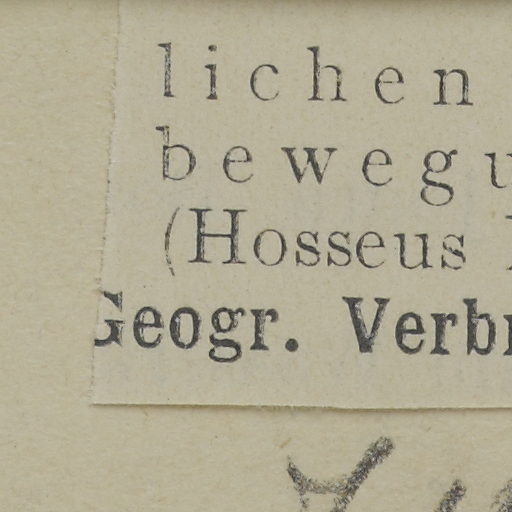 lichen
bewegu
(Hosseus
Geogr. Verbr